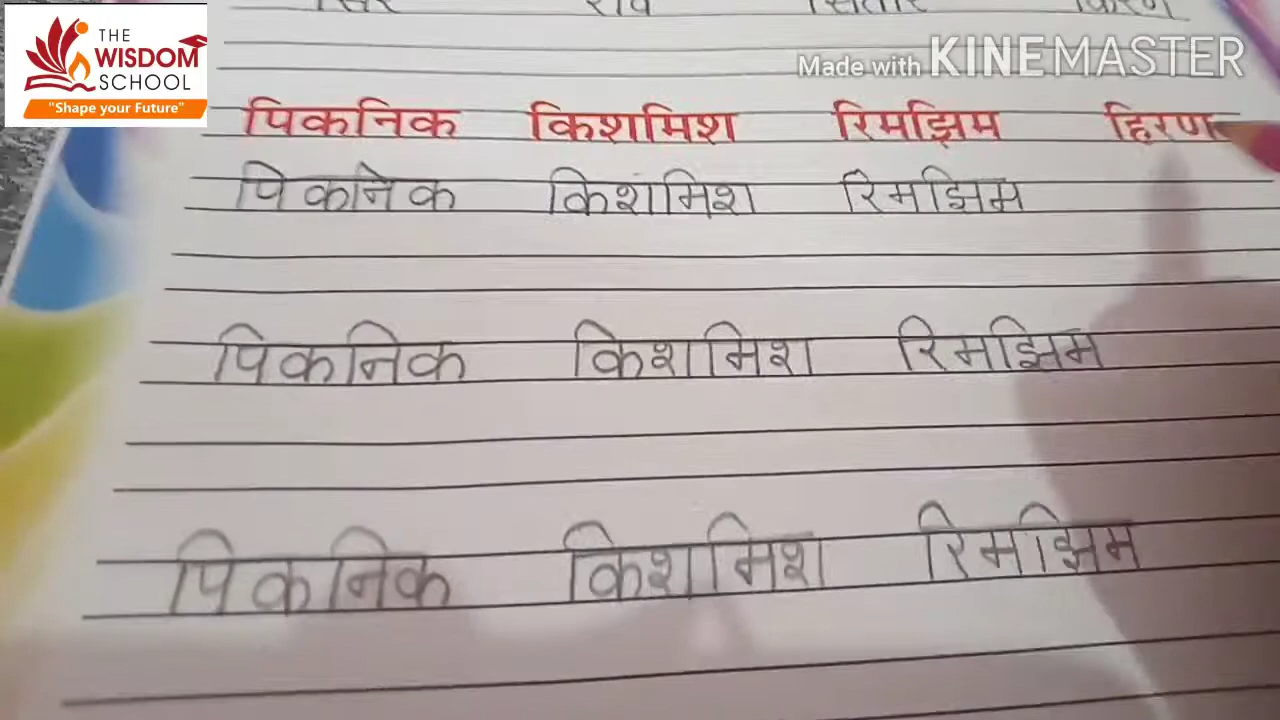 THE
WISDOM
SCHOOL
"Shape your Future"
Made with KINEMASTER
पिकनिक किशमिश रिमझिम हिरण
पिकनिक किशमिश रिमझिम
पिकनिक किशमिश रिमझिम
पिकनिक किशमिश रिमझिम